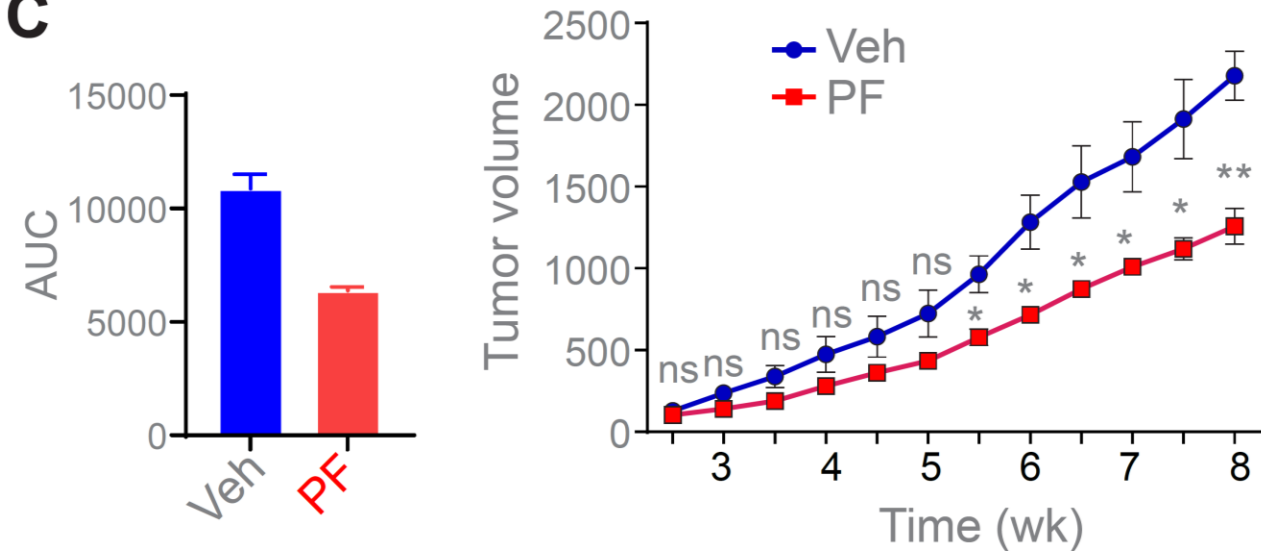 C
15000
10000
5000
0
AUC
Veh
PF
2500
2000
1500
1000
500
0
Tumor volume
Veh
PF
ns
ns
ns
ns
ns
ns
*
*
*
*
*
**
3
4
5
6
7
8
Time (wk)